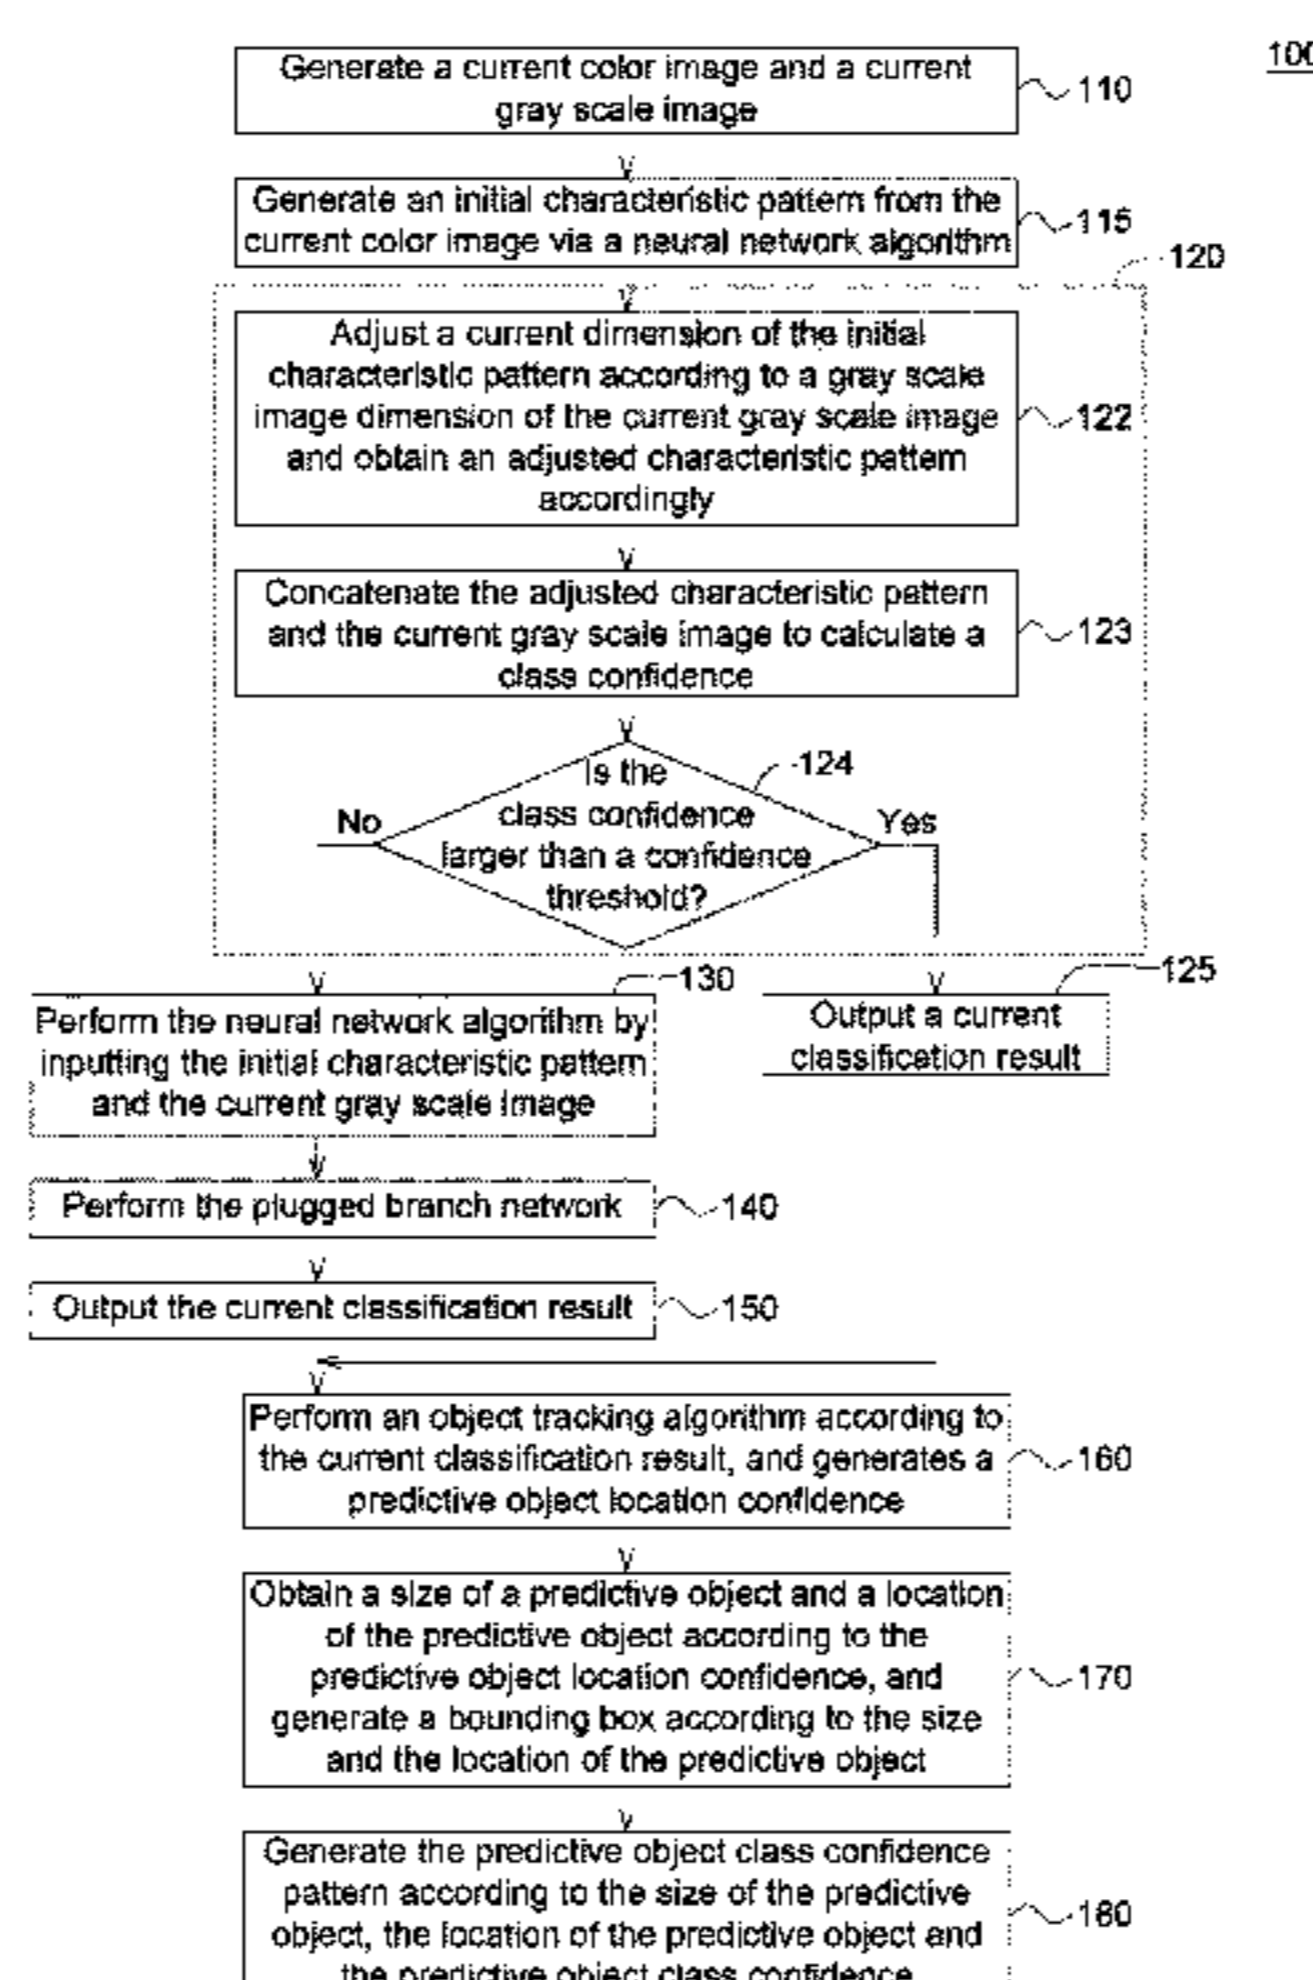 100
Generate a current color image and a current
gray scale image
110
Generate an initial characteristic pattern from the
current color image via a neural network algorithm
115
120
Adjust a current dimension of the initial
characteristic pattern according to a gray scale
image dimension of the current gray scale image
and obtain an adjusted characteristic pattern
accordingly
122
Concatenate the adjusted characteristic pattern
and the current gray scale image to calculate a
class confidence
123
124
Is the
class confidence
larger than a confidence
threshold?
No
Yes
130
Perform the neural network algorithm by
inputting the initial characteristic pattern
and the current gray scale image
125
Output a current
classification result
Perform the plugged branch network
140
Output the current classification result
150
Perform an object tracking algorithm according to
the current classification result, and generates a
predictive object location confidence
160
Obtain a size of a predictive object and a location
of the predictive object according to the
predictive object location confidence, and
generate a bounding box according to the size
and the location of the predictive object
170
Generate the predictive object class confidence
pattern according to the size of the predictive
object, the location of the predictive object and
the predictive object class confidence
180